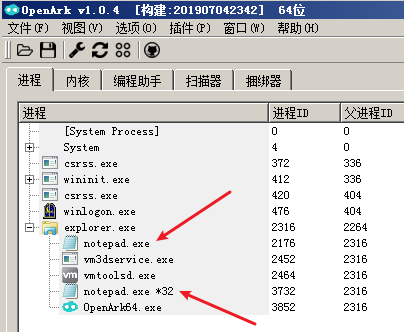 OpenArk v1.0.4 [构建:201907042342] 64位
文件(F) 视图(V) 选项(O) 插件(P) 窗口(W) 帮助(H)
进程 内核 编程助手 扫描器 捆绑器
进程 进程ID 父进程ID
[System Process] 0 0
System 4 0
csrss.exe 372 336
wininit.exe 412 336
csrss.exe 420 404
winlogon.exe 476 404
explorer.exe 2316 2264
notepad.exe 2176 2316
vm3dservice.exe 2452 2316
vm vmtoolsd.exe 2464 2316
notepad.exe *32 3732 2316
OpenArk64.exe 3852 2316